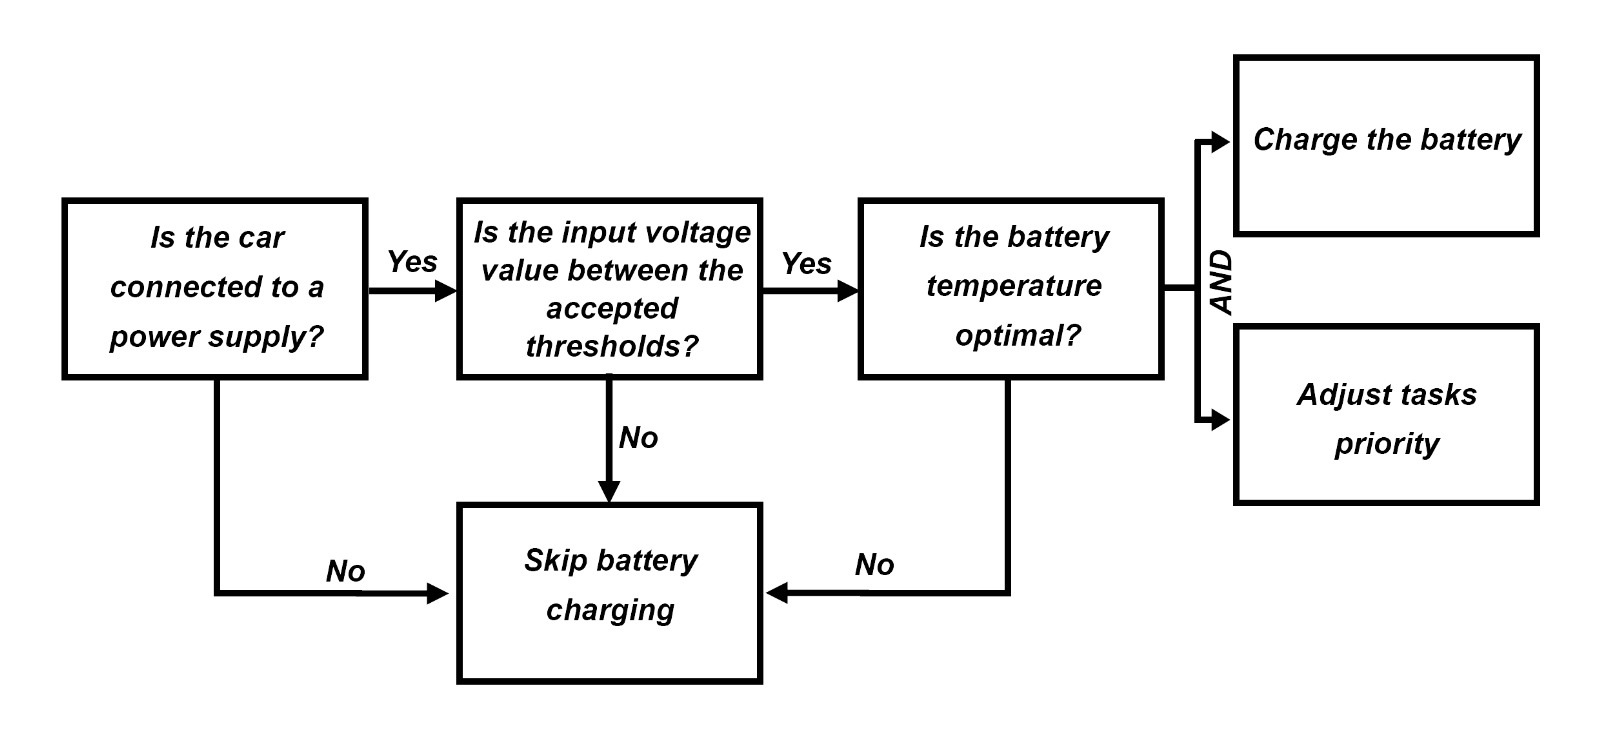 Is the car
connected to a
power supply?
Yes
Is the input voltage
value between the
accepted
thresholds?
Yes
Is the battery
temperature
optimal?
AND
Charge the battery
Adjust tasks
priority
No
No
No
Skip battery
charging